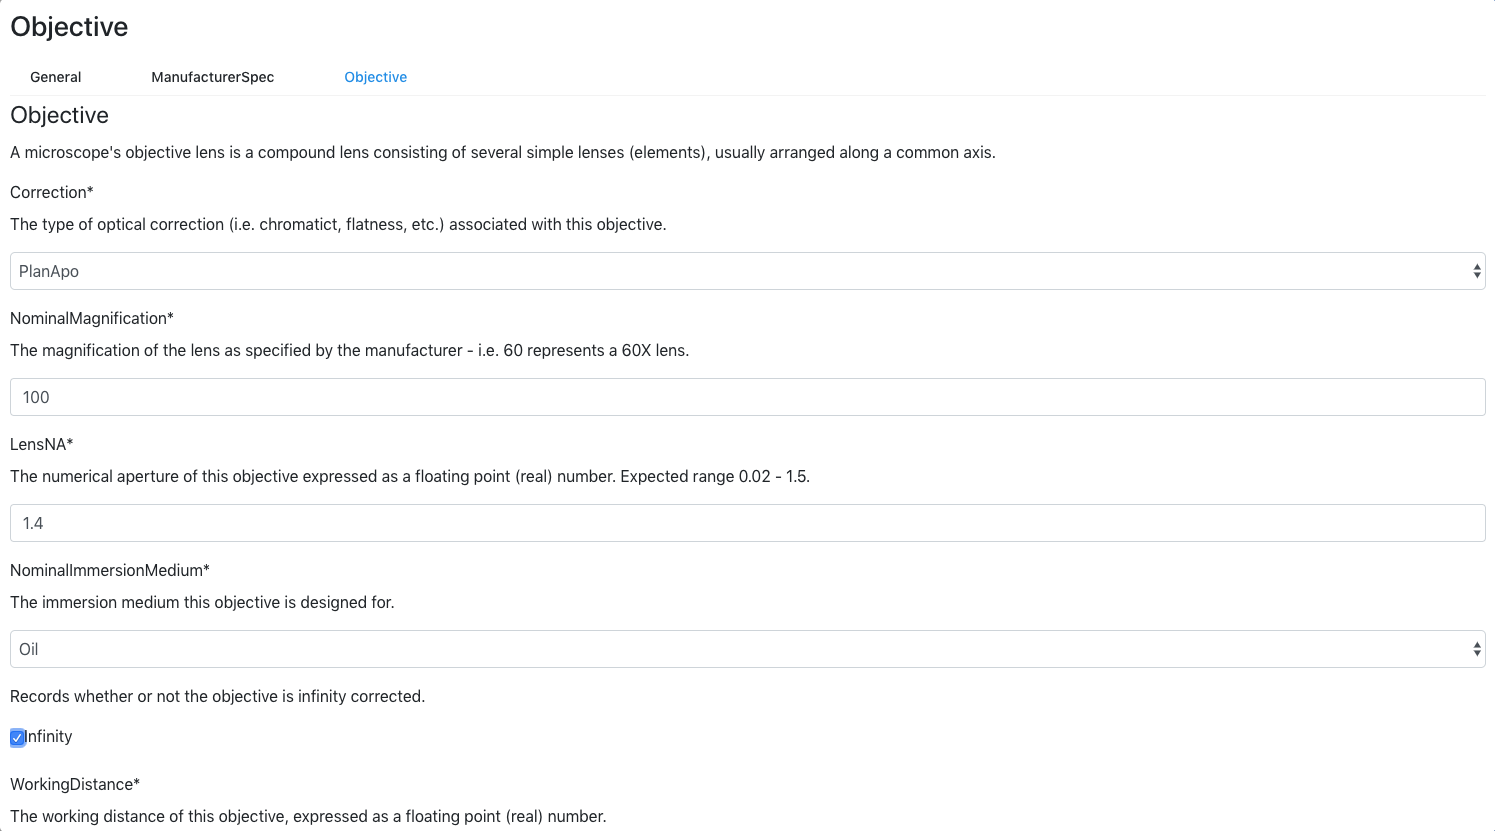 Objective
General ManufacturerSpec Objective
Objective
A microscope's objective lens is a compound lens consisting of several simple lenses (elements), usually arranged along a common axis.
Correction*
The type of optical correction (i.e. chromatict, flatness, etc.) associated with this objective.
PlanApo
NominalMagnification*
The magnification of the lens as specified by the manufacturer - i.e. 60 represents a 60X lens.
100
LensNA*
The numerical aperture of this objective expressed as a floating point (real) number. Expected range 0.02 - 1.5.
1.4
NominalImmersionMedium*
The immersion medium this objective is designed for.
Oil
Records whether or not the objective is infinity corrected.
Infinity
WorkingDistance*
The working distance of this objective, expressed as a floating point (real) number.